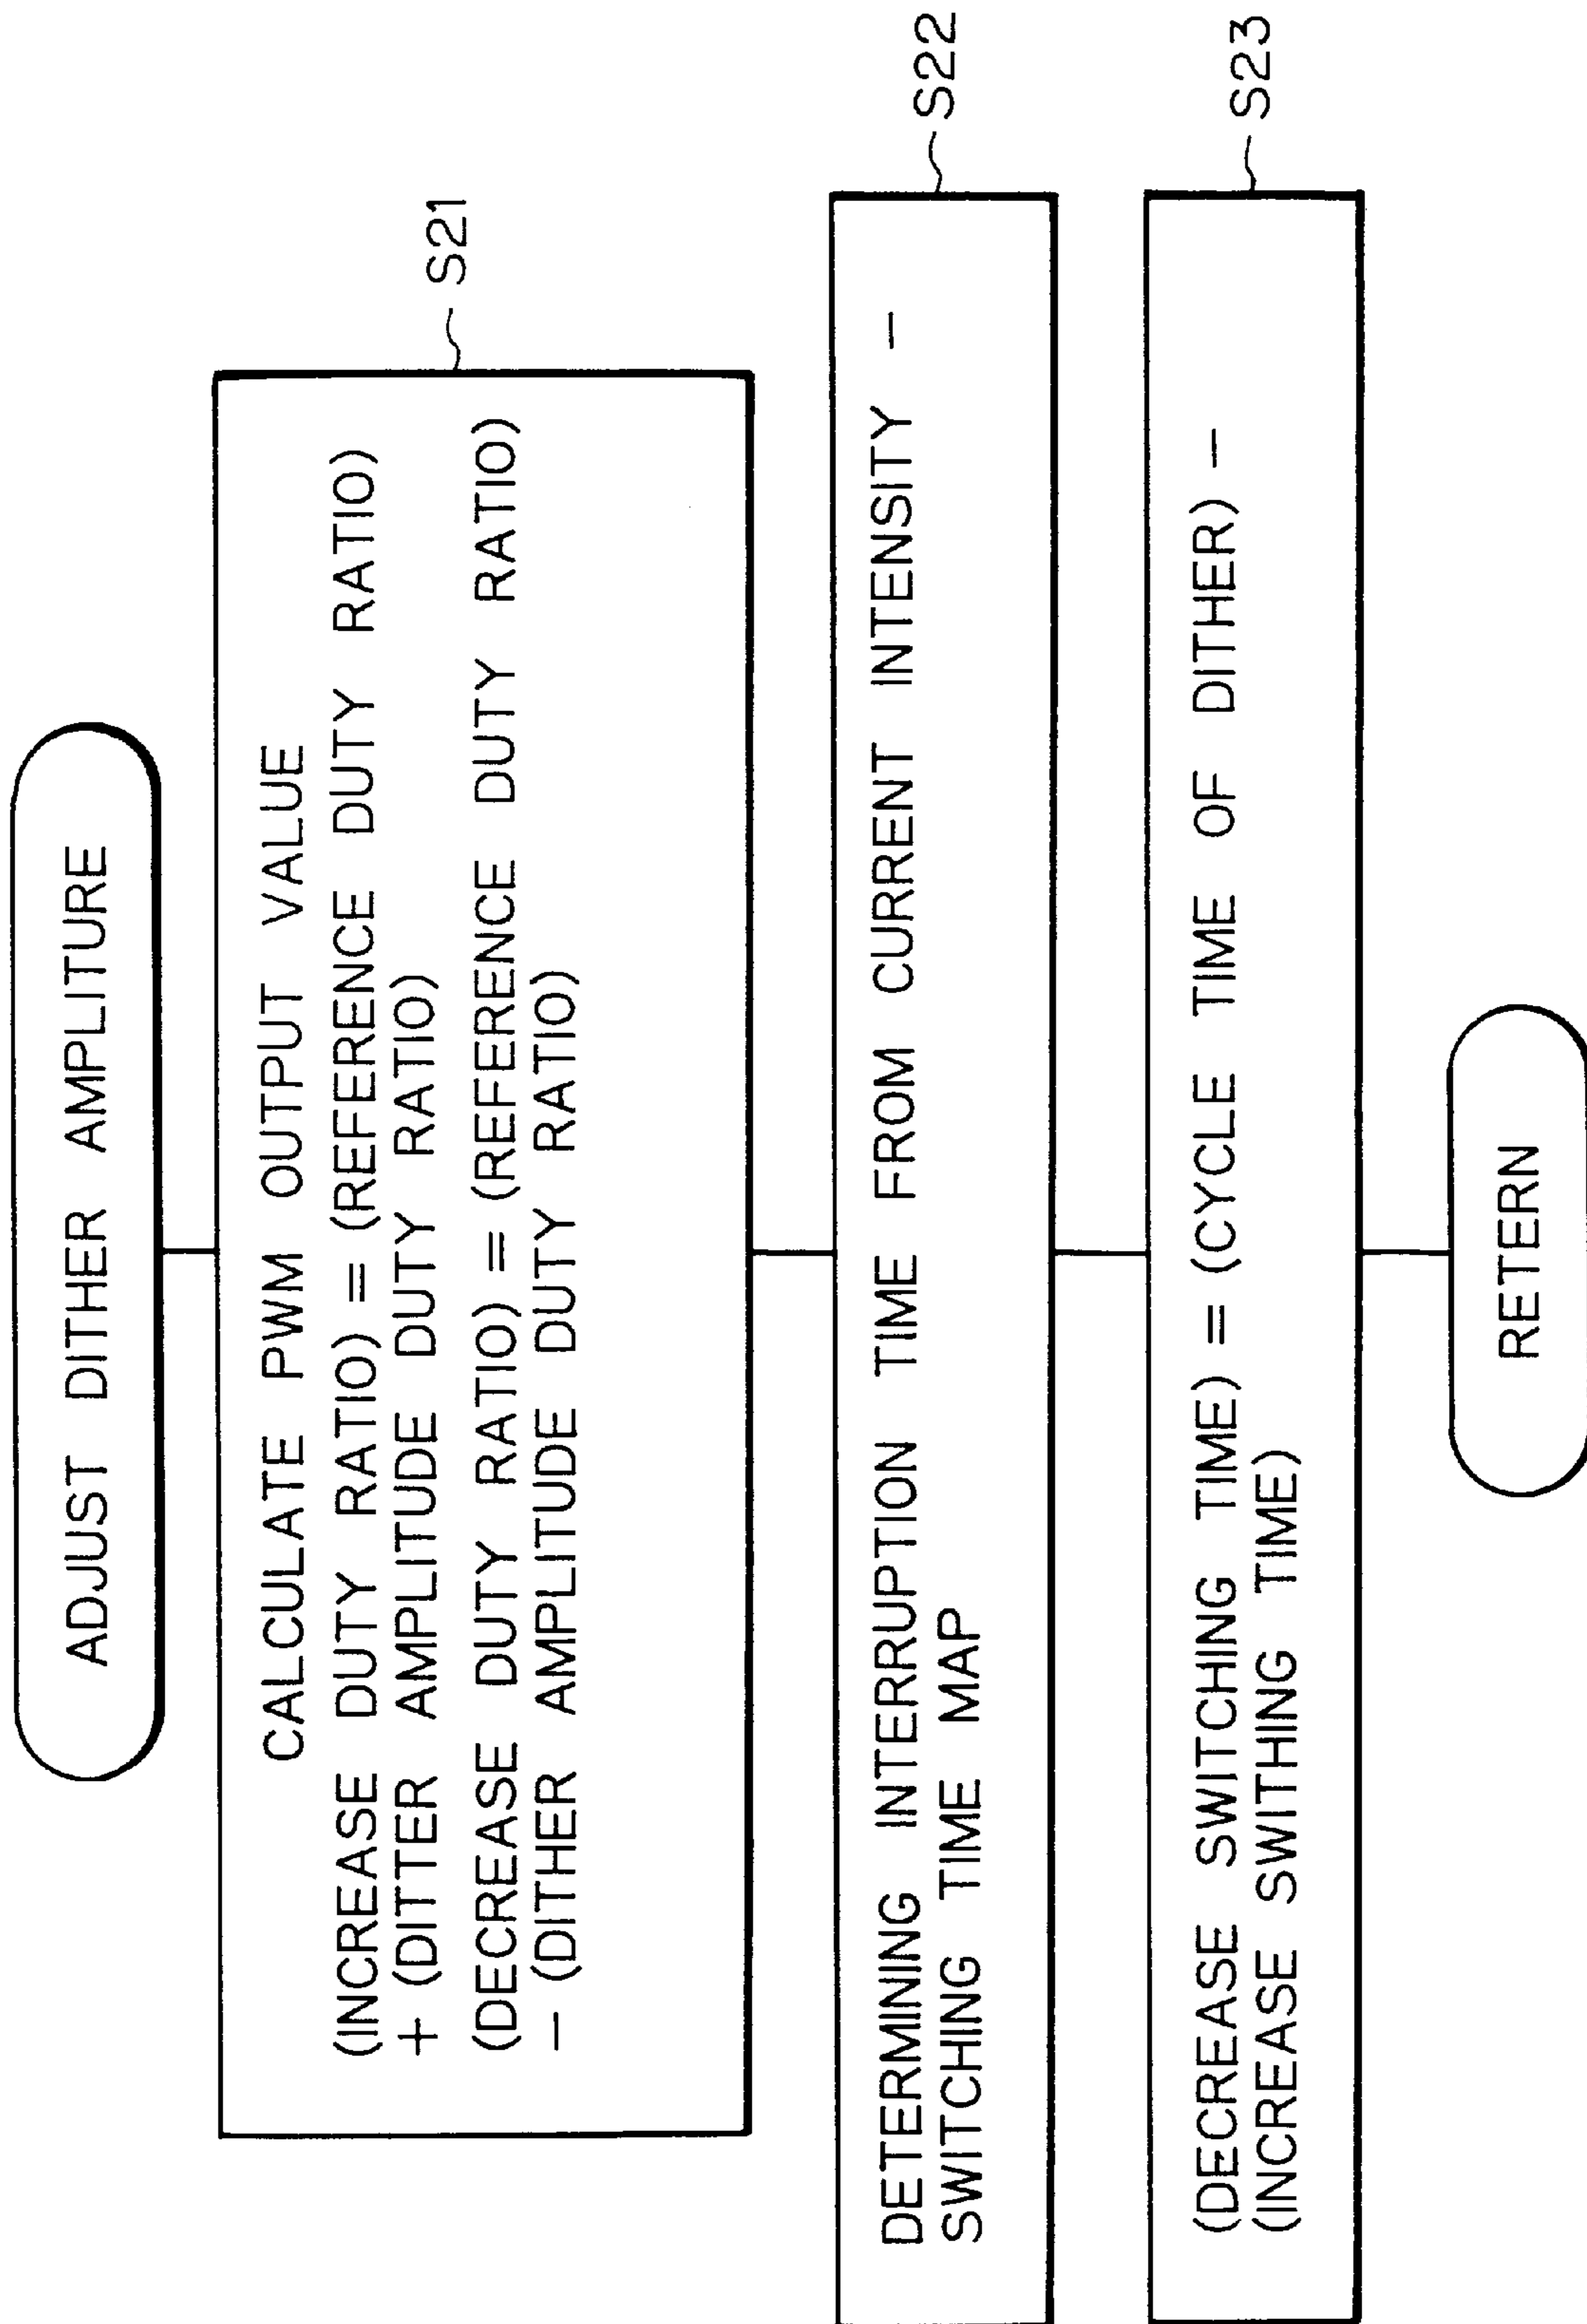 ADJUST DITHER AMPLITURE
CALCULATE PWM OUTPUT VALUE
(INCREASE DUTY RATIO) = (REFERENCE DUTY RATIO)
+ (DITTER AMPLITUDE DUTY RATIO)
(DECREASE DUTY RATIO) = (REFERENCE DUTY RATIO)
− (DITHER AMPLITUDE DUTY RATIO)
S21
DETERMINING INTERRUPTION TIME FROM CURRENT INTENSITY −
SWITCHING TIME MAP
S22
(DECREASE SWITCHING TIME) = (CYCLE TIME OF DITHER) −
(INCREASE SWITHING TIME)
S23
RETERN